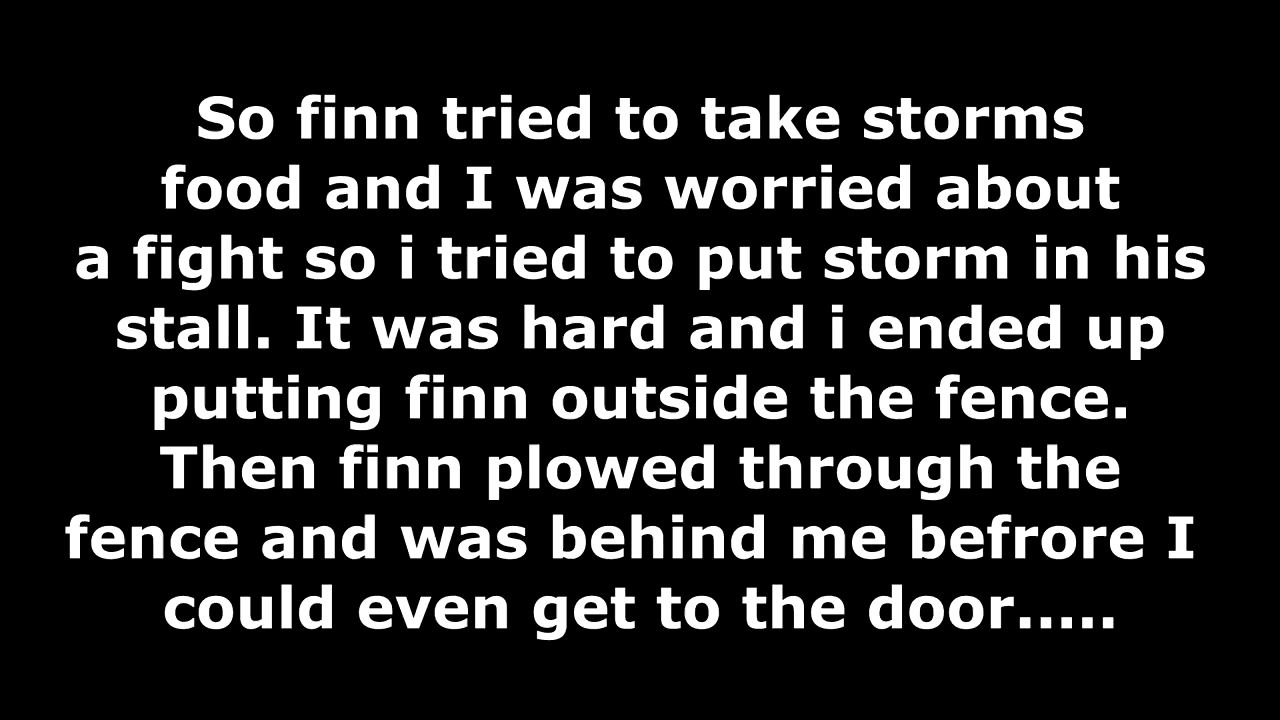 So finn tried to take storms
food and I was worried about
a fight so i tried to put storm in his
stall. It was hard and i ended up
putting finn outside the fence.
Then finn plowed through the
fence and was behind me befrore I
could even get to the door.....